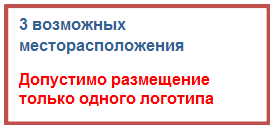 3 возможных
месторасположения
Допустимо размещение
только одного логотипа